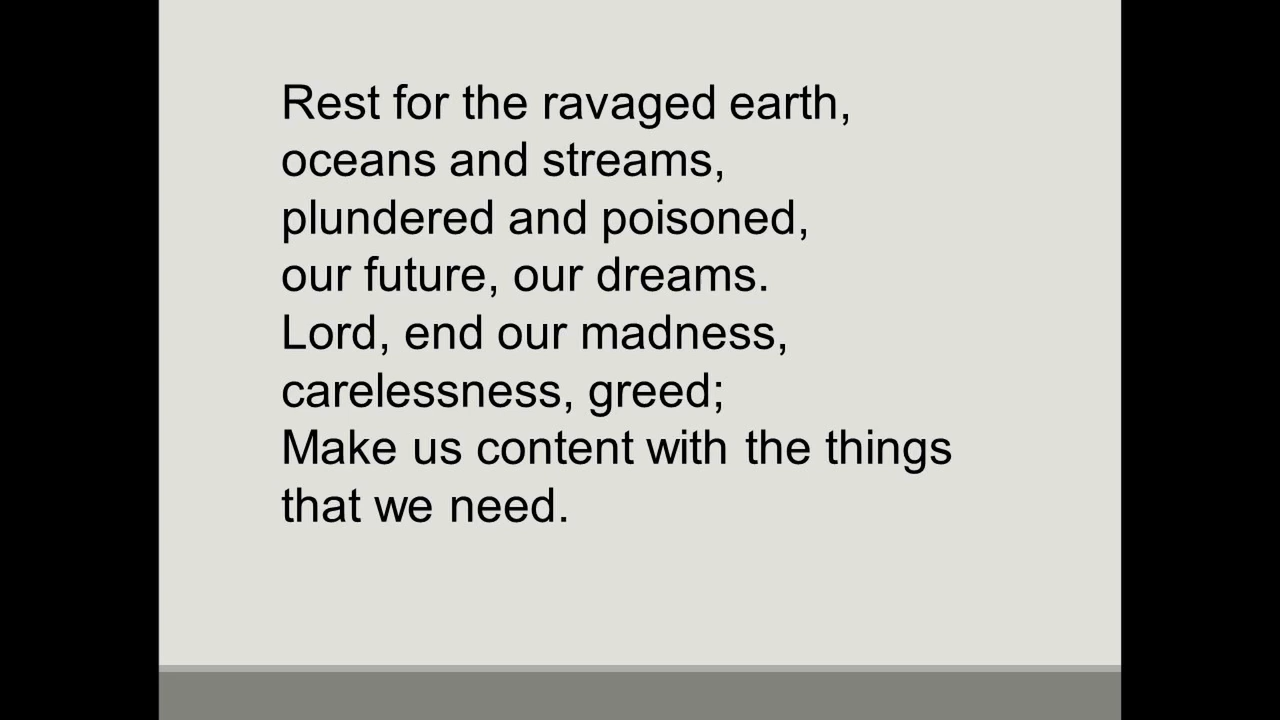 Rest for the ravaged earth,
oceans and streams,
plundered and poisoned,
our future, our dreams.
Lord, end our madness,
carelessness, greed;
Make us content with the things
that we need.